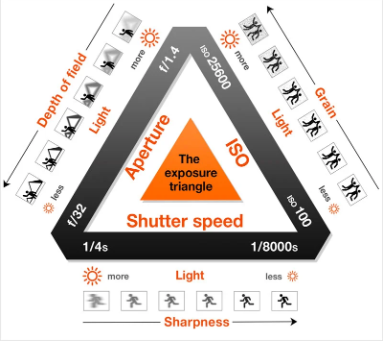 Depth of field
more
Light
less
f/1.4
Aperture
f/32
ISO 25600
ISO
ISO 100
more
Light
Grain
less
The
exposure
triangle
Shutter speed
1/4s
1/8000s
more
Light
less
Sharpness